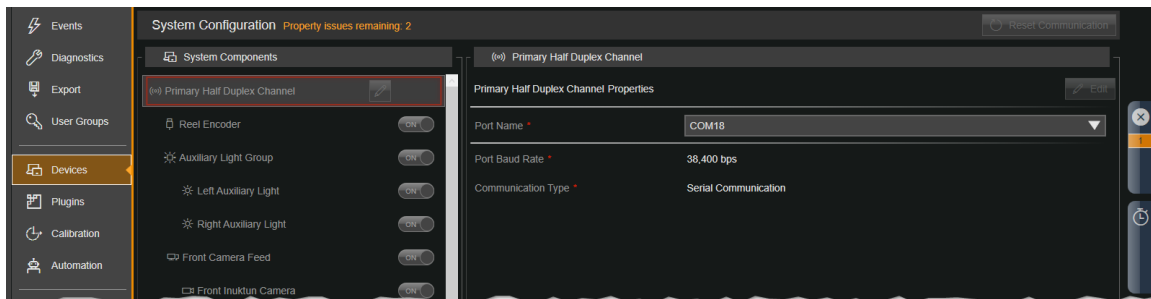 Events
Diagnostics
Export
User Groups
Devices
Plugins
Calibration
Automation
System Configuration Property issues remaining: 2
Reset Communication
System Components
Primary Half Duplex Channel
Reel Encoder ON
Auxiliary Light Group ON
Left Auxiliary Light ON
Right Auxiliary Light ON
Front Camera Feed ON
Front Inuktun Camera ON
Primary Half Duplex Channel
Primary Half Duplex Channel Properties Edit
Port Name * COM18
Port Baud Rate * 38,400 bps
Communication Type * Serial Communication
1